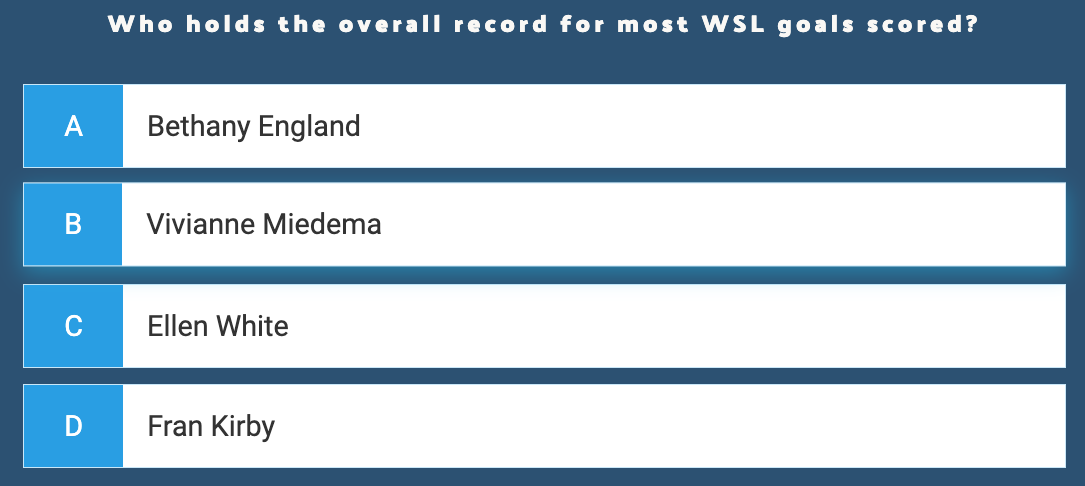 Who holds the overall record for most WSL goals scored?
A Bethany England
B Vivianne Miedema
C Ellen White
D Fran Kirby